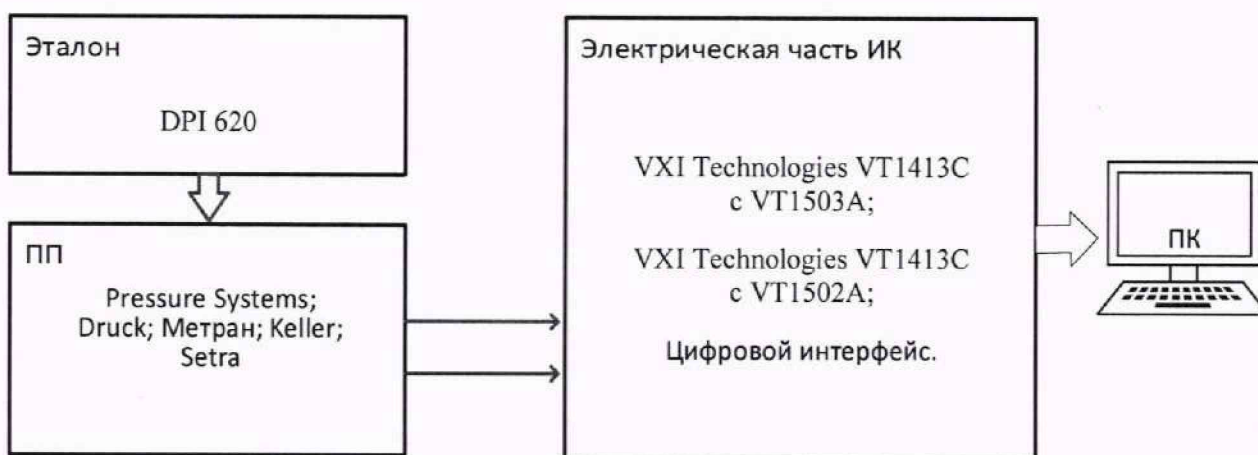 Эталон
DPI 620
ПП
Pressure Systems;
Druck; Метран; Keller;
Setra
Электрическая часть ИК
VXI Technologies VT1413C
с VT1503A;
VXI Technologies VT1413C
с VT1502A;
Цифровой интерфейс.
ПК